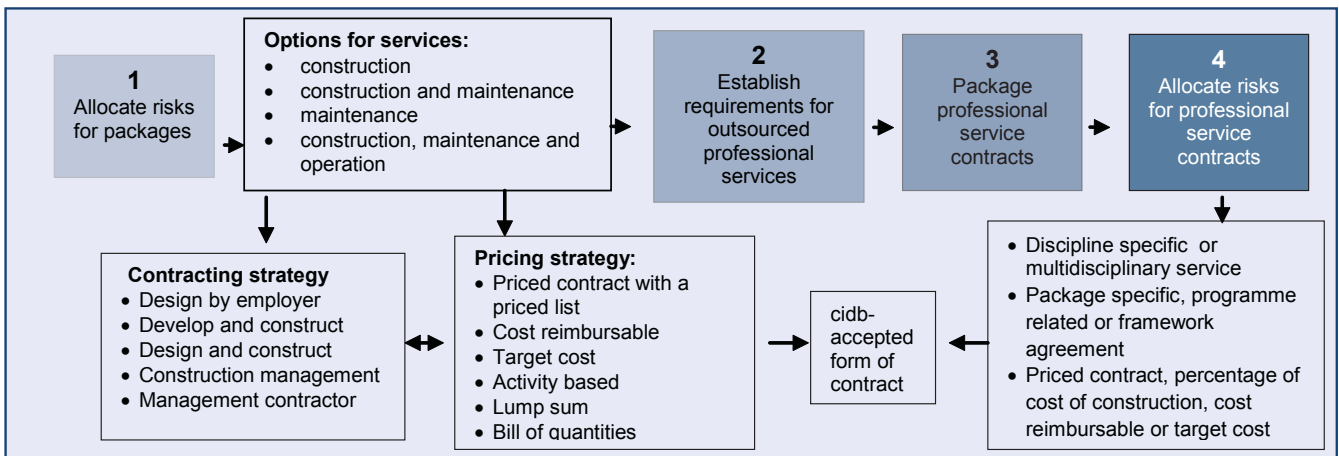 1
Allocate risks
for packages
Options for services:
• construction
• construction and maintenance
• maintenance
• construction, maintenance and
operation
2
Establish
requirements for
outsourced
professional
services
3
Package
professional
service
contracts
4
Allocate risks
for professional
service
contracts
Contracting strategy
• Design by employer
• Develop and construct
• Design and construct
• Construction management
• Management contractor
Pricing strategy:
• Priced contract with a
priced list
• Cost reimbursable
• Target cost
• Activity based
• Lump sum
• Bill of quantities
cidb-
accepted
form of
contract
• Discipline specific or
multidisciplinary service
• Package specific, programme
related or framework
agreement
• Priced contract, percentage of
cost of construction, cost
reimbursable or target cost